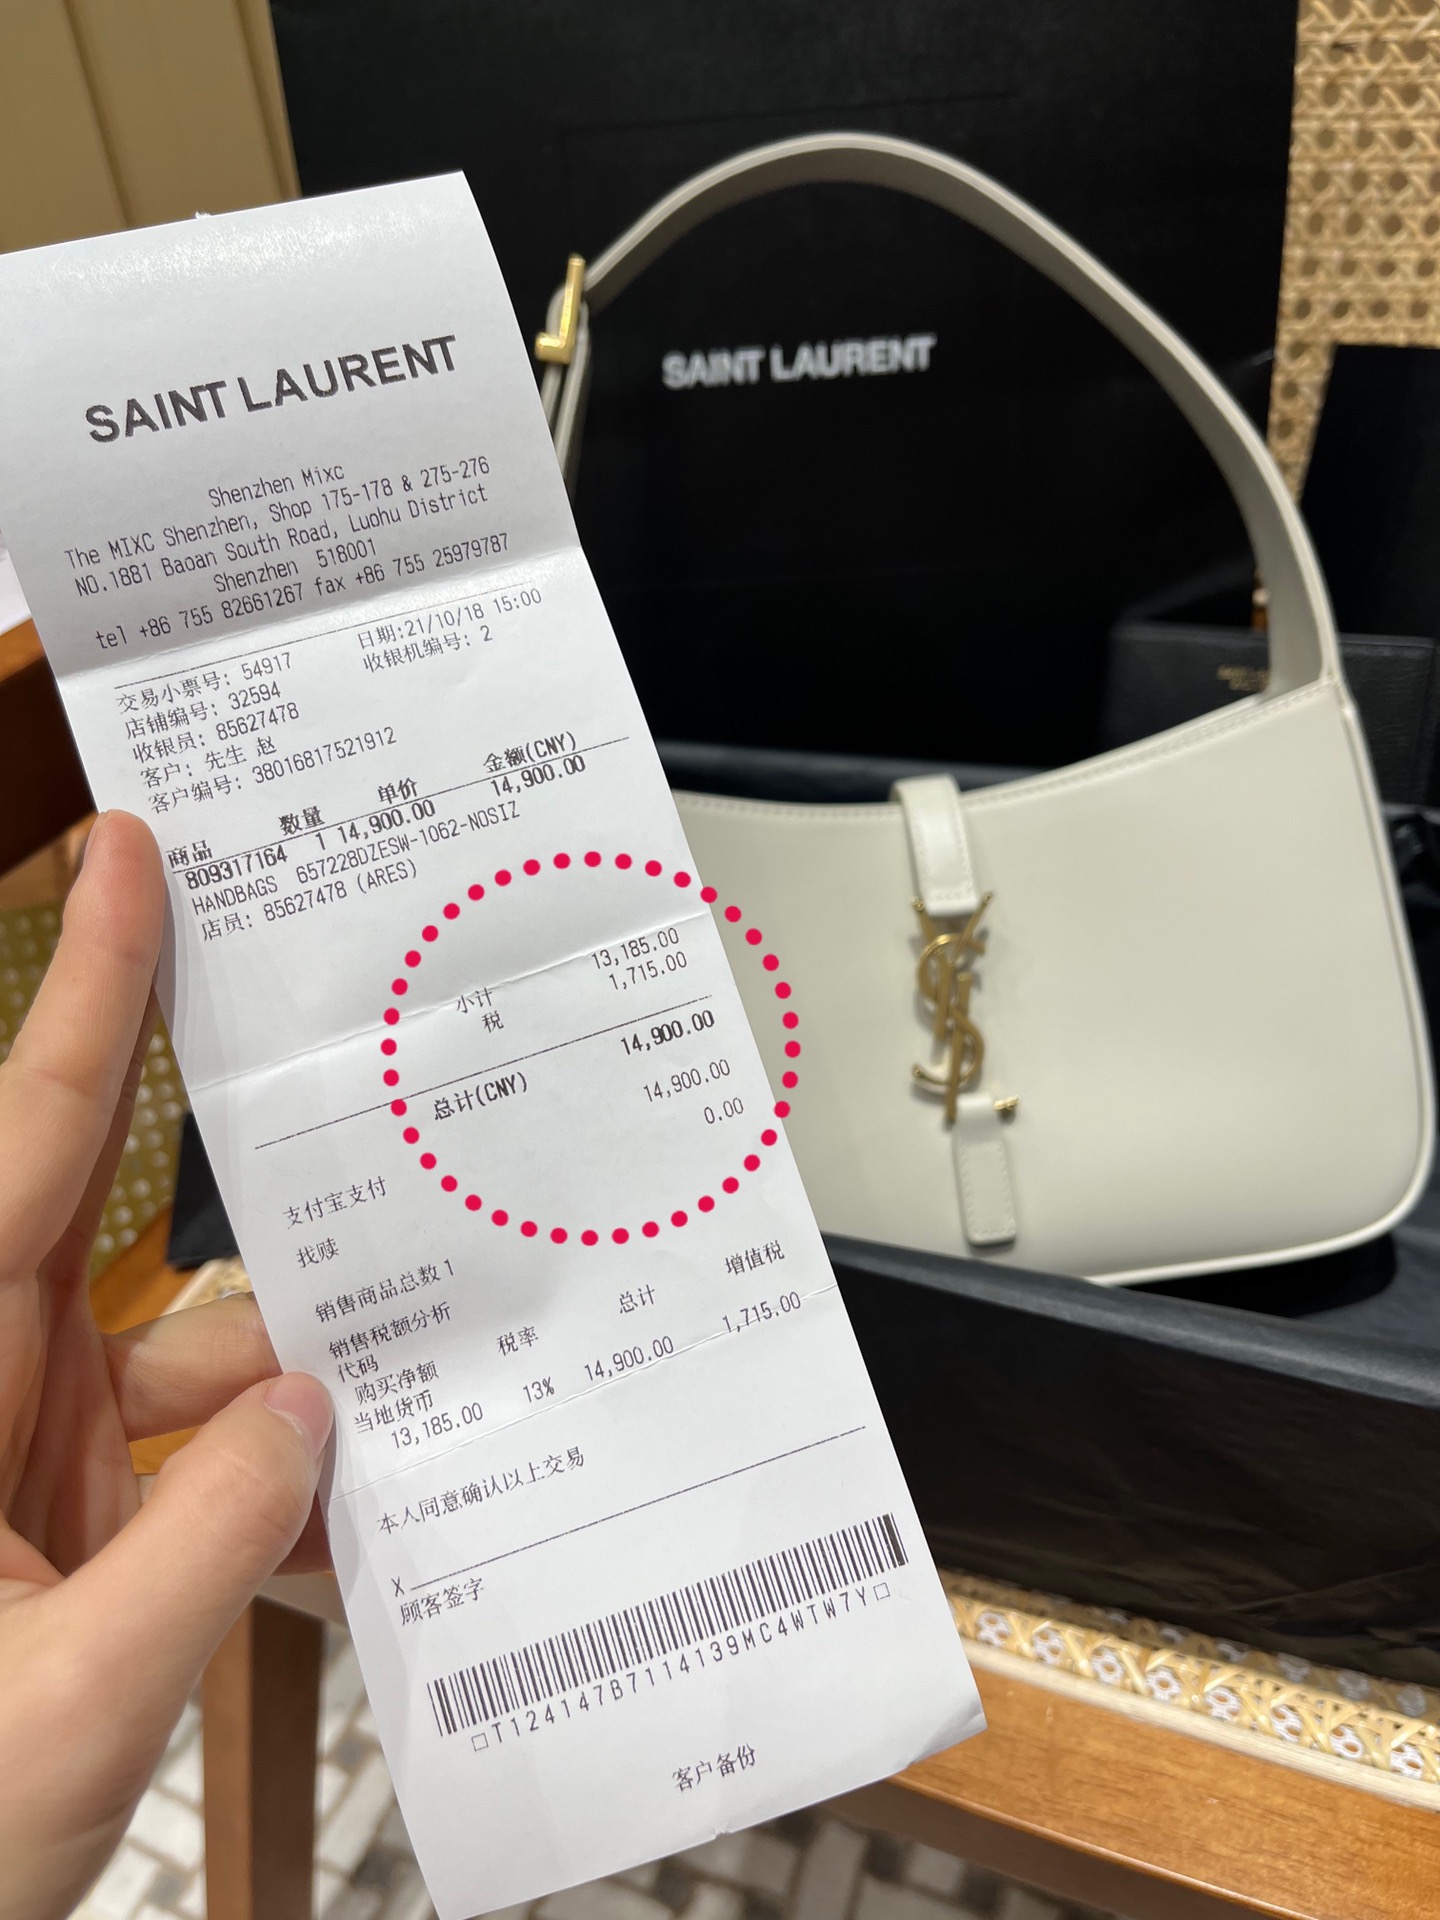 SAINT LAURENT
Shenzhen Mixc
The MIXC Shenzhen, Shop 175-178 & 275-276
NO.1881 Baoan South Road, Luohu District
Shenzhen 518001
tel +86 755 82661267 fax +86 755 25979787
交易小票号: 54917 日期:21/10/18 15:00
店铺编号: 32594 收银机编号: 2
收银员: 85627478
客户: 先生 赵
客户编号: 38016817521912
商品 数量 单价 金额(CNY)
809317164 1 14,900.00 14,900.00
HANDBAGS 657228DZESW-1062-NOSIZ
店员: 85627478 (ARES)
小计 13,185.00
税 1,715.00
总计(CNY) 14,900.00
支付宝支付 14,900.00
找赎 0.00
销售商品总数 1
销售税额分析
代码 税率 总计 增值税
购买净额
当地货币
13,185.00 13% 14,900.00 1,715.00
本人同意确认以上交易
X
顾客签字
□T124147B7114139MC4WTW7Y□
客户备份
SAINT LAURENT